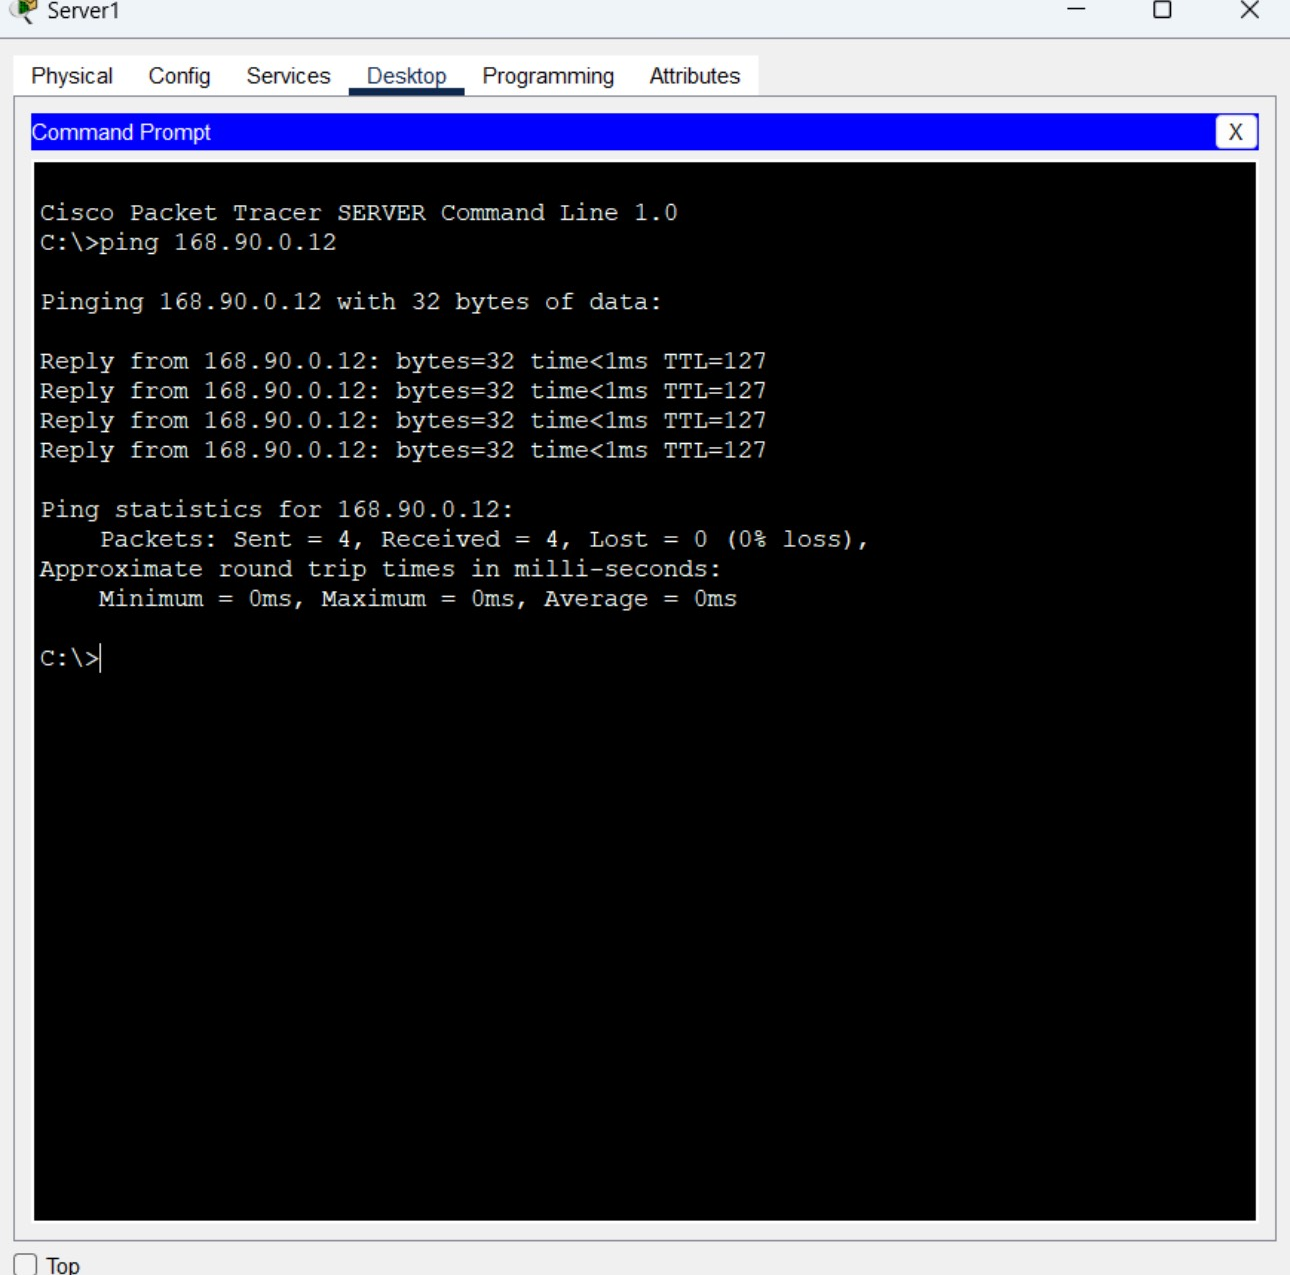 Server1
Physical Config Services Desktop Programming Attributes
Command Prompt X
Cisco Packet Tracer SERVER Command Line 1.0
C:\>ping 168.90.0.12
Pinging 168.90.0.12 with 32 bytes of data:
Reply from 168.90.0.12: bytes=32 time<1ms TTL=127
Reply from 168.90.0.12: bytes=32 time<1ms TTL=127
Reply from 168.90.0.12: bytes=32 time<1ms TTL=127
Reply from 168.90.0.12: bytes=32 time<1ms TTL=127
Ping statistics for 168.90.0.12:
Packets: Sent = 4, Received = 4, Lost = 0 (0% loss),
Approximate round trip times in milli-seconds:
Minimum = 0ms, Maximum = 0ms, Average = 0ms
C:\>
Top